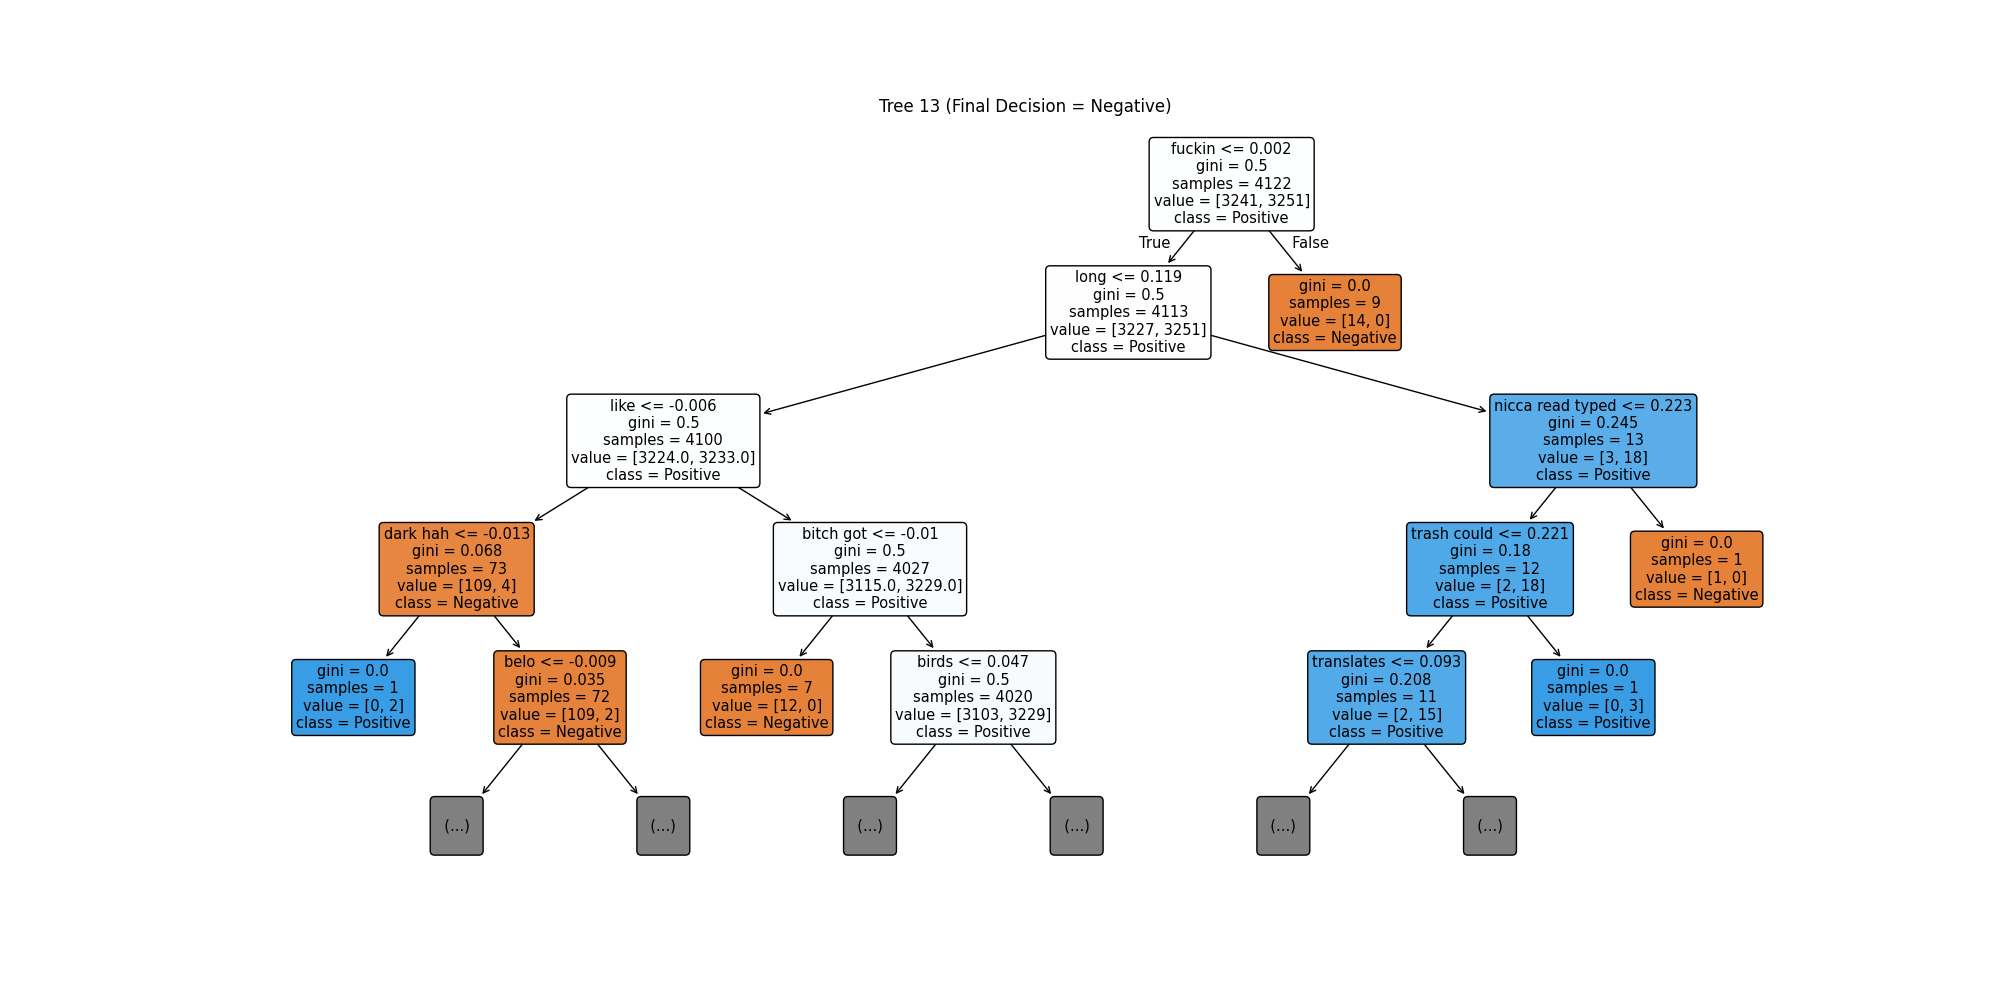 Tree 13 (Final Decision = Negative)
fuckin <= 0.002
gini = 0.5
samples = 4122
value = [3241, 3251]
class = Positive
True
False
long <= 0.119
gini = 0.5
samples = 4113
value = [3227, 3251]
class = Positive
gini = 0.0
samples = 9
value = [14, 0]
class = Negative
like <= -0.006
gini = 0.5
samples = 4100
value = [3224.0, 3233.0]
class = Positive
nicca read typed <= 0.223
gini = 0.245
samples = 13
value = [3, 18]
class = Positive
dark hah <= -0.013
gini = 0.068
samples = 73
value = [109, 4]
class = Negative
bitch got <= -0.01
gini = 0.5
samples = 4027
value = [3115.0, 3229.0]
class = Positive
trash could <= 0.221
gini = 0.18
samples = 12
value = [2, 18]
class = Positive
gini = 0.0
samples = 1
value = [1, 0]
class = Negative
gini = 0.0
samples = 1
value = [0, 2]
class = Positive
belo <= -0.009
gini = 0.035
samples = 72
value = [109, 2]
class = Negative
gini = 0.0
samples = 7
value = [12, 0]
class = Negative
birds <= 0.047
gini = 0.5
samples = 4020
value = [3103, 3229]
class = Positive
translates <= 0.093
gini = 0.208
samples = 11
value = [2, 15]
class = Positive
gini = 0.0
samples = 1
value = [0, 3]
class = Positive
(...)
(...)
(...)
(...)
(...)
(...)